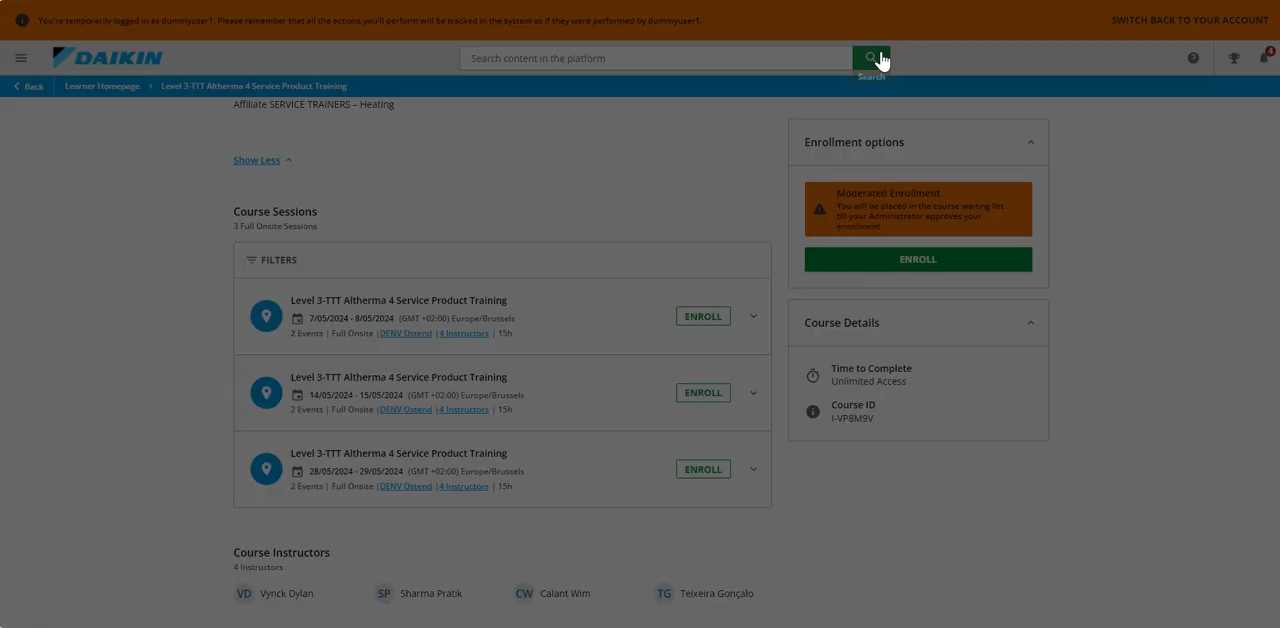 You're temporarily logged in as dummyuser1. Please remember that all the actions you'll perform will be tracked in the system as if they were performed by dummyuser1.
SWITCH BACK TO YOUR ACCOUNT
DAIKIN
Search content in the platform
Search
4
Back
Learner Homepage > Level 3-TTT Altherma 4 Service Product Training
Affiliate SERVICE TRAINERS – Heating
Show Less
Course Sessions
3 Full Onsite Sessions
FILTERS
Level 3-TTT Altherma 4 Service Product Training
7/05/2024 - 8/05/2024 (GMT +02:00) Europe/Brussels
2 Events | Full Onsite |DENV Ostend |4 Instructors | 15h
ENROLL
Level 3-TTT Altherma 4 Service Product Training
14/05/2024 - 15/05/2024 (GMT +02:00) Europe/Brussels
2 Events | Full Onsite |DENV Ostend |4 Instructors | 15h
ENROLL
Level 3-TTT Altherma 4 Service Product Training
28/05/2024 - 29/05/2024 (GMT +02:00) Europe/Brussels
2 Events | Full Onsite |DENV Ostend |4 Instructors | 15h
ENROLL
Course Instructors
4 Instructors
VD Vynck Dylan
SP Sharma Pratik
CW Calant Wim
TG Teixeira Gonçalo
Enrollment options
Moderated Enrollment
You will be placed in the course waiting list
till your Administrator approves your
enrollment
ENROLL
Course Details
Time to Complete
Unlimited Access
Course ID
I-VP8M9V